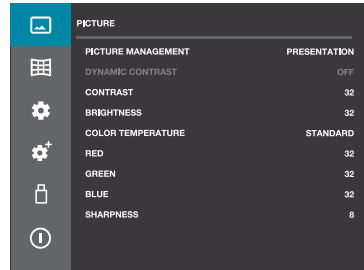 PICTURE
PICTURE MANAGEMENT PRESENTATION
DYNAMIC CONTRAST OFF
CONTRAST 32
BRIGHTNESS 32
COLOR TEMPERATURE STANDARD
RED 32
GREEN 32
BLUE 32
SHARPNESS 8